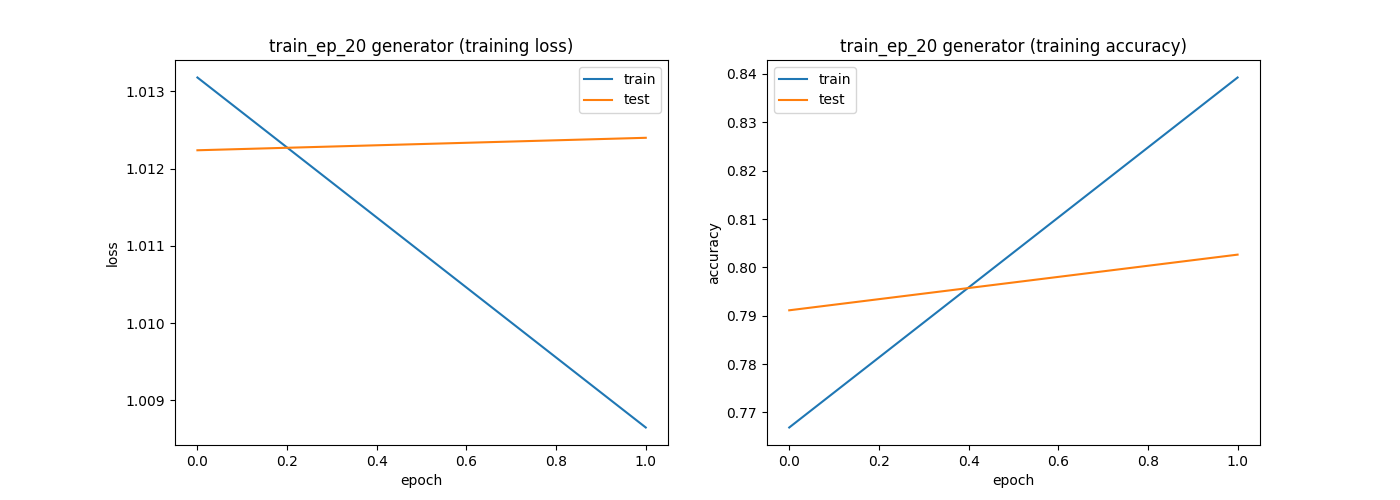 train_ep_20 generator (training loss)
train
test
1.013
1.012
1.011
1.010
1.009
loss
0.0 0.2 0.4 0.6 0.8 1.0
epoch
train_ep_20 generator (training accuracy)
train
test
0.84
0.83
0.82
0.81
0.80
0.79
0.78
0.77
accuracy
0.0 0.2 0.4 0.6 0.8 1.0
epoch